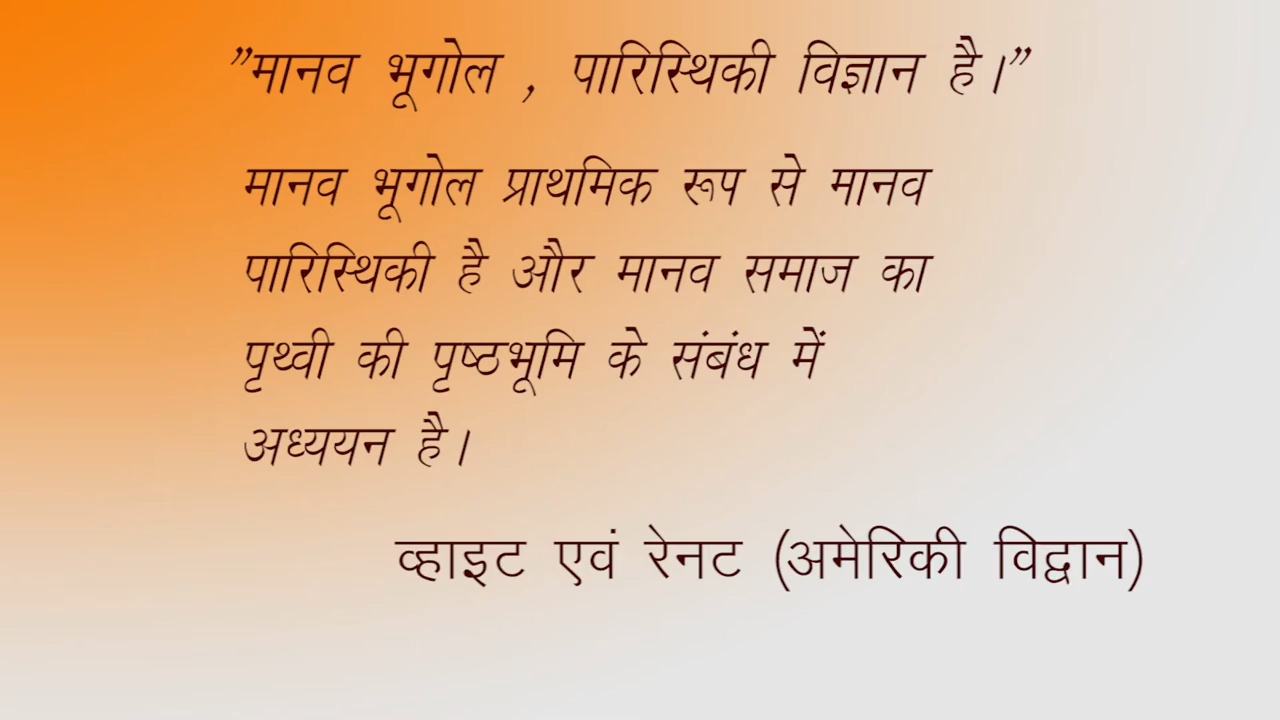 ”मानव भूगोल , पारिस्थिकी विज्ञान है।”
मानव भूगोल प्राथमिक रूप से मानव
पारिस्थिकी है और मानव समाज का
पृथ्वी की पृष्ठभूमि के संबंध में
अध्ययन है।
व्हाइट एवं रेनट (अमेरिकी विद्वान)